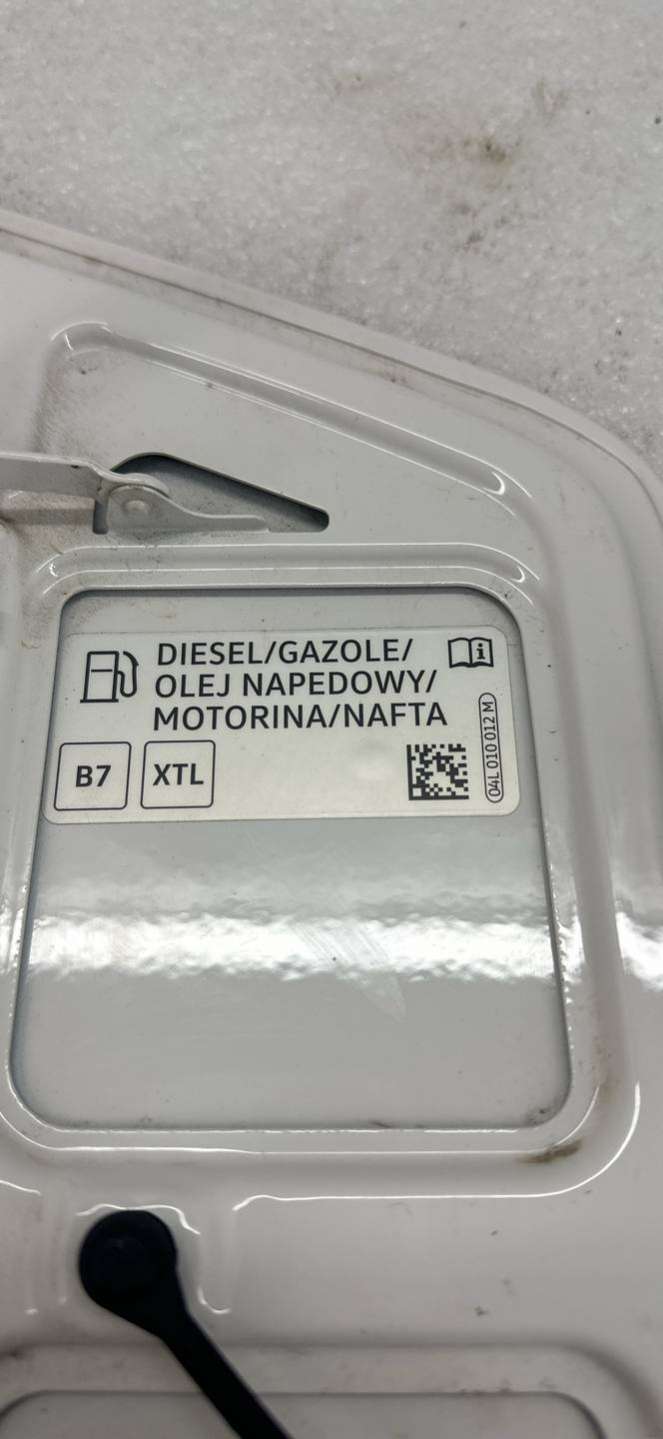 DIESEL/GAZOLE/
OLEJ NAPEDOWY/
MOTORINA/NAFTA
B7
XTL
04L 010 012 M